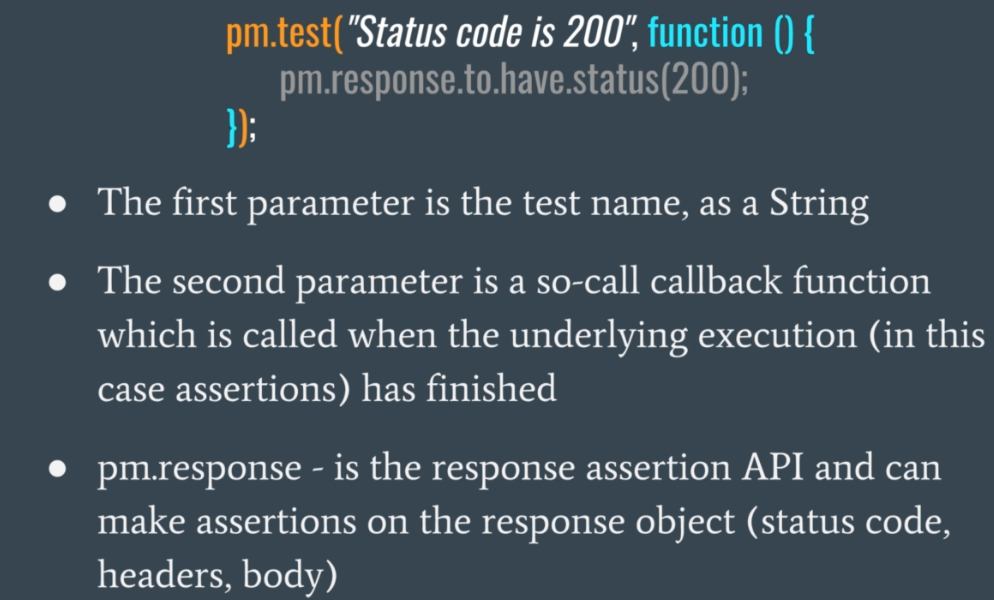 pm.test("Status code is 200", function () {
pm.response.to.have.status(200);
});
● The first parameter is the test name, as a String
● The second parameter is a so-call callback function
which is called when the underlying execution (in this
case assertions) has finished
● pm.response - is the response assertion API and can
make assertions on the response object (status code,
headers, body)